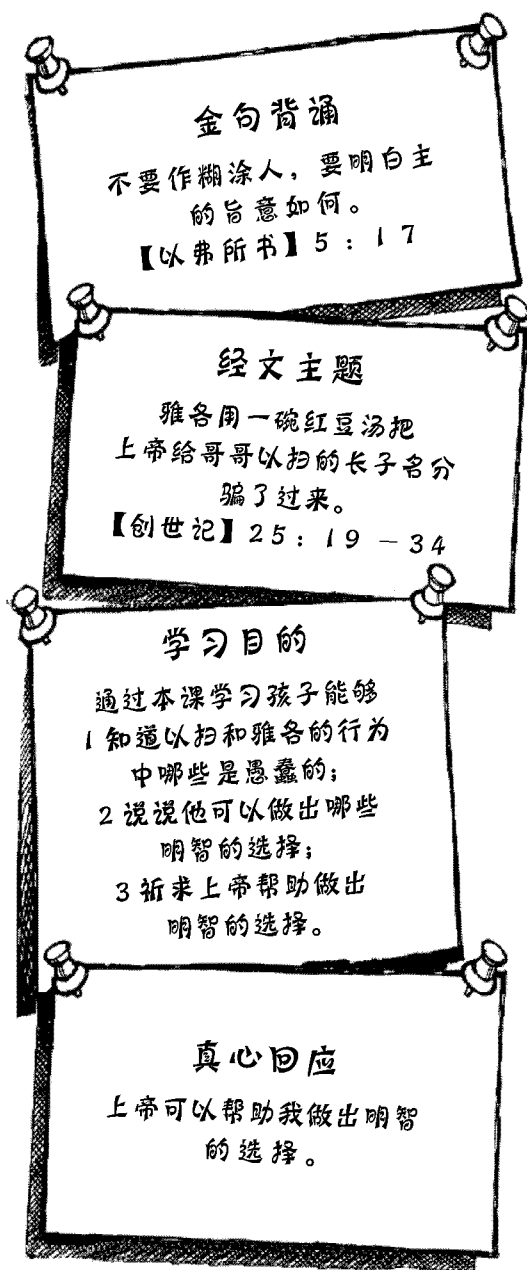 金句背诵
不要作糊涂人，要明白主
的旨意如何。
【以弗所书】5：17
经文主题
雅各用一碗红豆汤把
上帝给哥哥以扫的长子名分
骗了过来。
【创世记】25：19－34
学习目的
通过本课学习孩子能够
1知道以扫和雅各的行为
中哪些是愚蠢的；
2说说他可以做出哪些
明智的选择；
3祈求上帝帮助做出
明智的选择。
真心回应
上帝可以帮助我做出明智
的选择。